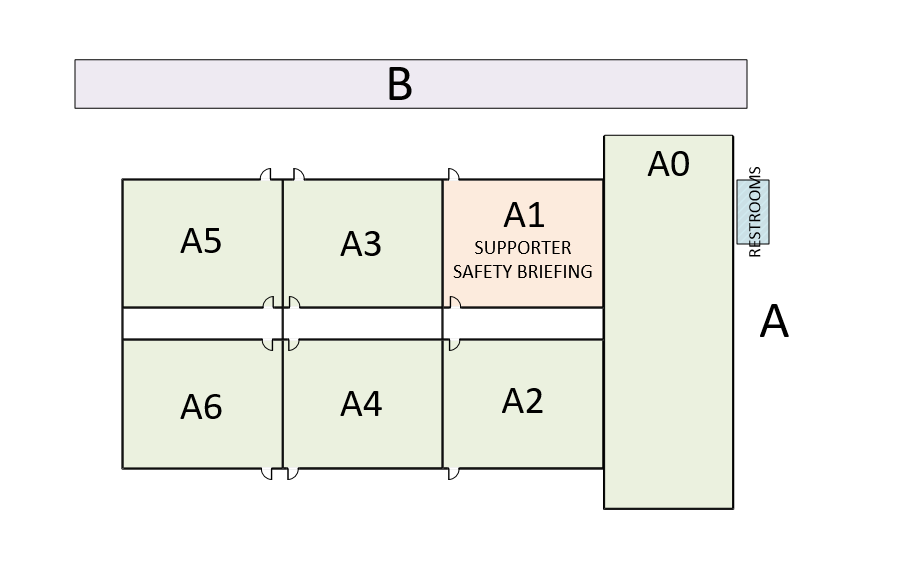 B
A0
RESTROOMS
A1
SUPPORTER
SAFETY BRIEFING
A5
A3
A
A6
A4
A2